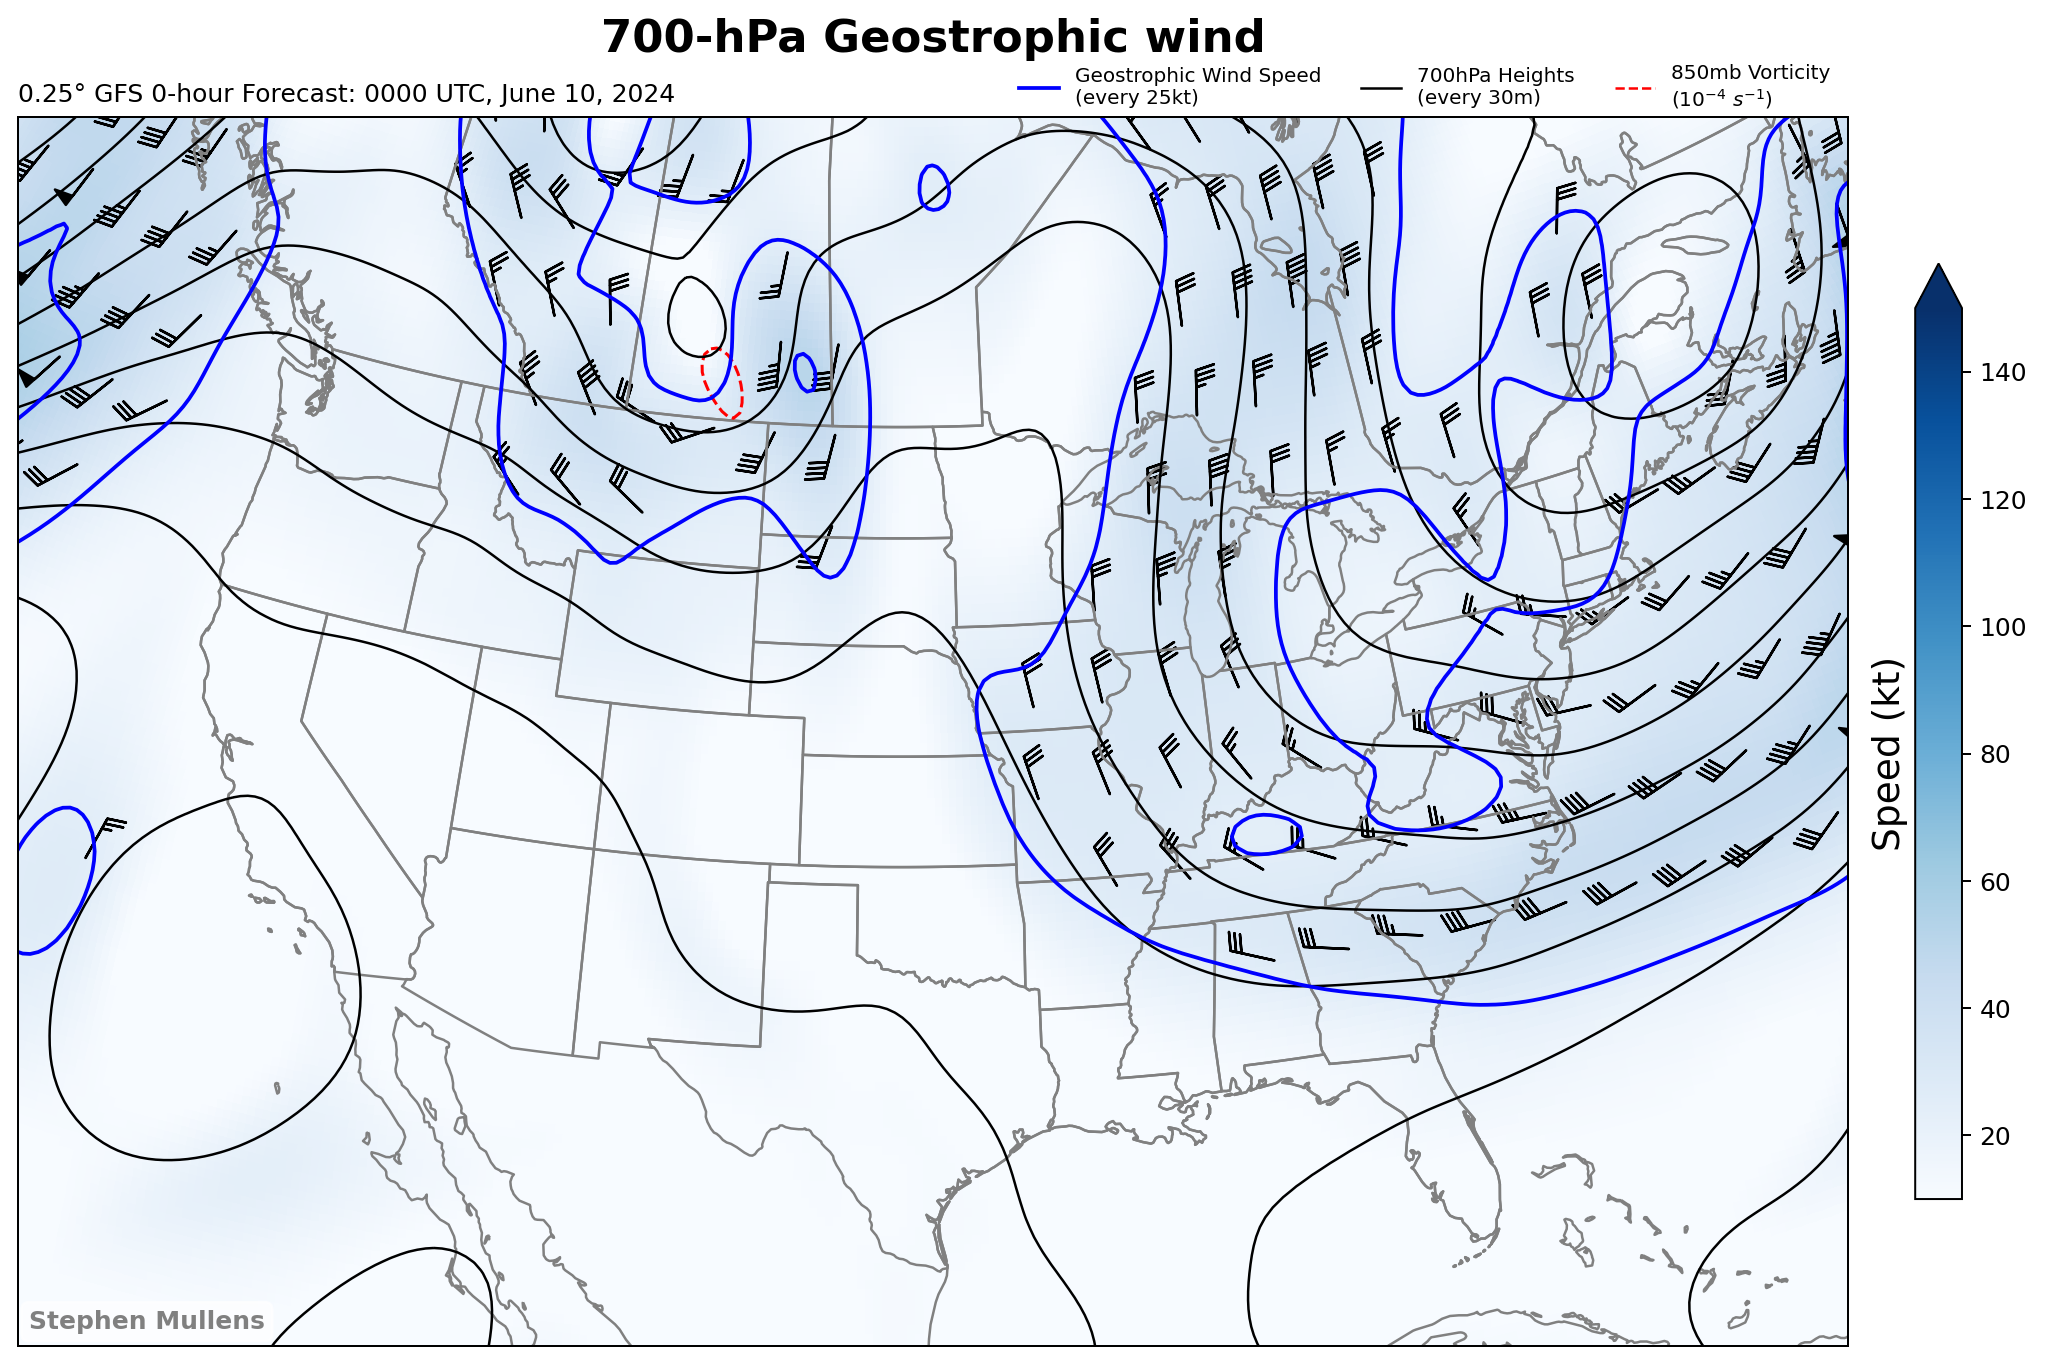 700-hPa Geostrophic wind
0.25° GFS 0-hour Forecast: 0000 UTC, June 10, 2024
Geostrophic Wind Speed
(every 25kt)
700hPa Heights
(every 30m)
850mb Vorticity
(10⁻⁴ s⁻¹)
140
120
100
80
60
40
20
Speed (kt)
Stephen Mullens